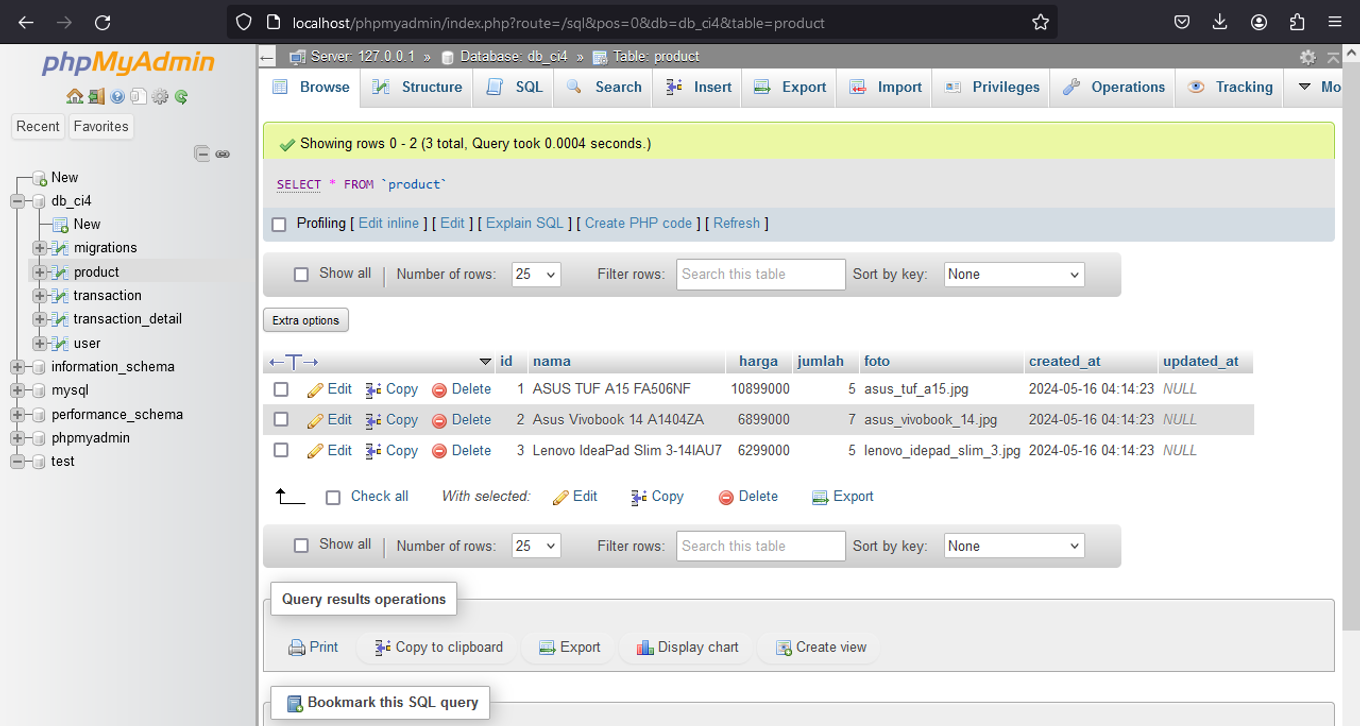 localhost/phpmyadmin/index.php?route=/sql&pos=0&db=db_ci4&table=product
phpMyAdmin
Recent Favorites
New
db_ci4
New
migrations
product
transaction
transaction_detail
user
information_schema
mysql
performance_schema
phpmyadmin
test
Server: 127.0.0.1 » Database: db_ci4 » Table: product
Browse Structure SQL Search Insert Export Import Privileges Operations Tracking Mo
Showing rows 0 - 2 (3 total, Query took 0.0004 seconds.)
SELECT * FROM `product`
Profiling [ Edit inline ] [ Edit ] [ Explain SQL ] [ Create PHP code ] [ Refresh ]
Show all Number of rows: 25 Filter rows: Search this table Sort by key: None
Extra options
←T→ id nama harga jumlah foto created_at updated_at
Edit Copy Delete 1 ASUS TUF A15 FA506NF 10899000 5 asus_tuf_a15.jpg 2024-05-16 04:14:23 NULL
Edit Copy Delete 2 Asus Vivobook 14 A1404ZA 6899000 7 asus_vivobook_14.jpg 2024-05-16 04:14:23 NULL
Edit Copy Delete 3 Lenovo IdeaPad Slim 3-14IAU7 6299000 5 lenovo_idepad_slim_3.jpg 2024-05-16 04:14:23 NULL
Check all With selected: Edit Copy Delete Export
Show all Number of rows: 25 Filter rows: Search this table Sort by key: None
Query results operations
Print Copy to clipboard Export Display chart Create view
Bookmark this SQL query